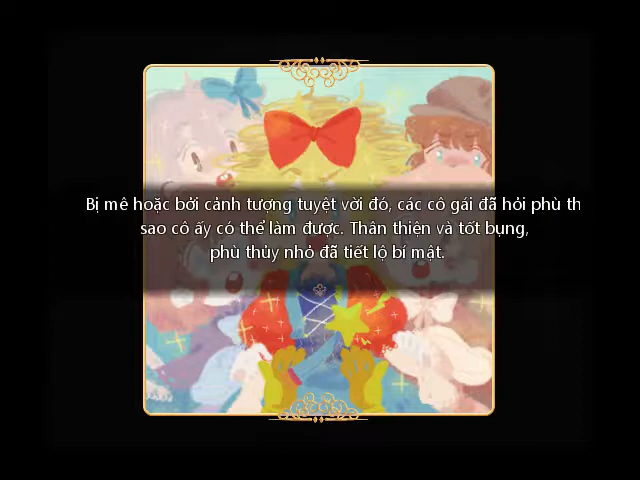 Bị mê hoặc bởi cảnh tượng tuyệt vời đó, các cô gái đã hỏi phù th
sao cô ấy có thể làm được. Thân thiện và tốt bụng,
phù thủy nhỏ đã tiết lộ bí mật.